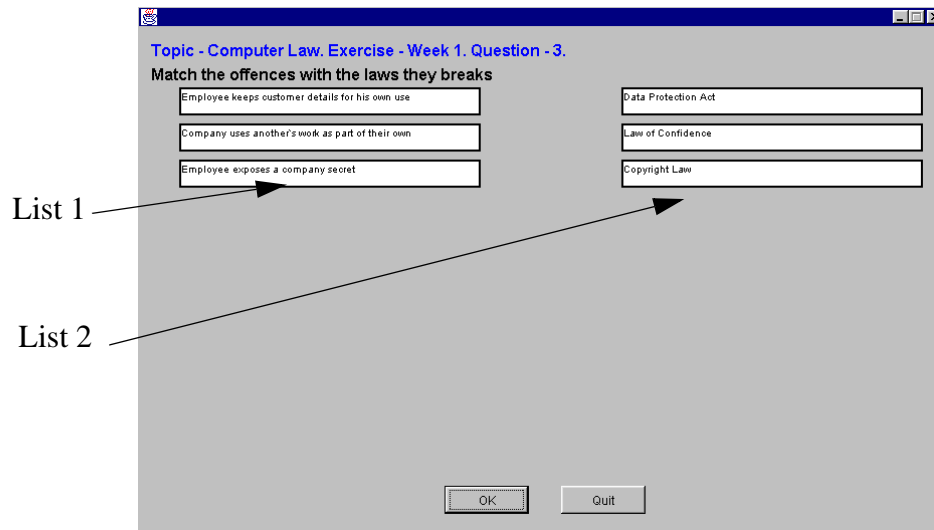 Topic - Computer Law. Exercise - Week 1. Question - 3.
Match the offences with the laws they breaks
Employee keeps customer details for his own use
Data Protection Act
Company uses another's work as part of their own
Law of Confidence
Employee exposes a company secret
Copyright Law
List 1
List 2
OK
Quit